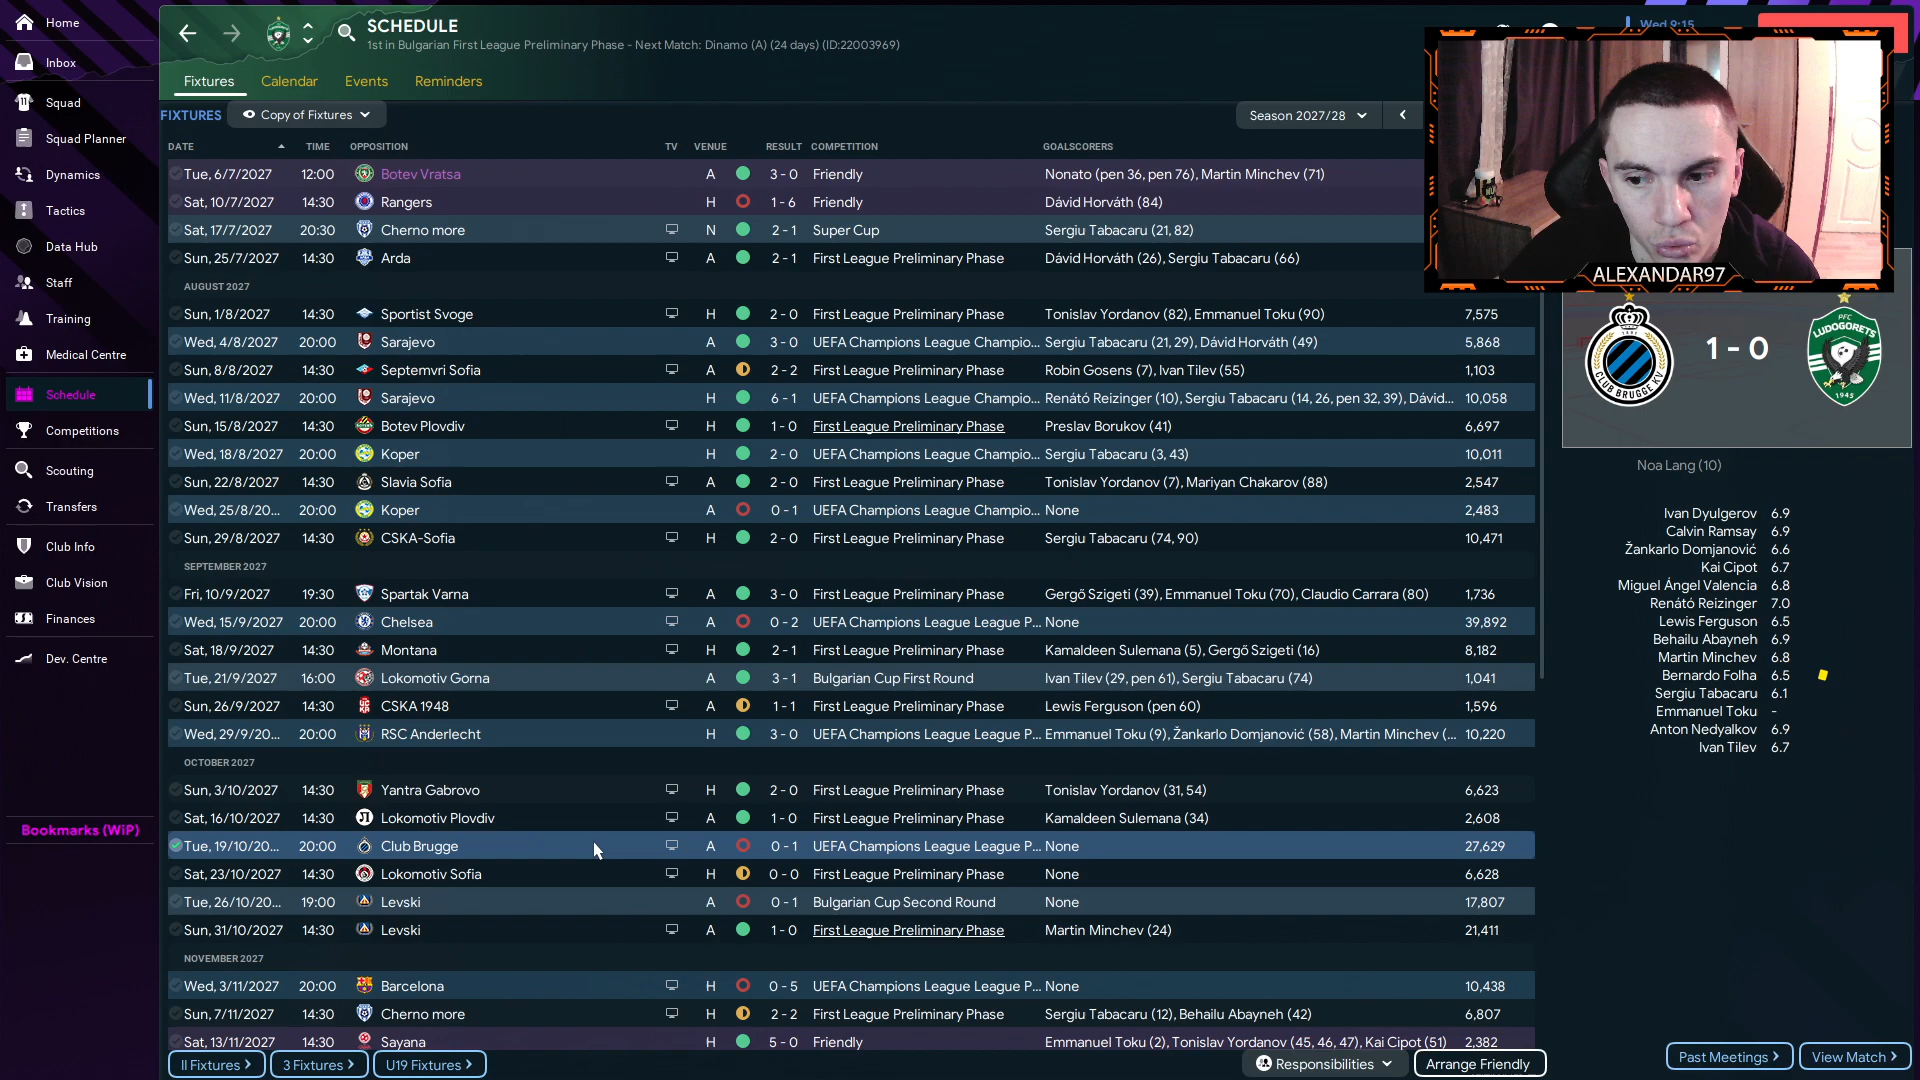 Home
Inbox
Squad
Squad Planner
Dynamics
Tactics
Data Hub
Staff
Training
Medical Centre
Schedule
Competitions
Scouting
Transfers
Club Info
Club Vision
Finances
Dev. Centre
Bookmarks (WiP)
SCHEDULE
1st in Bulgarian First League Preliminary Phase - Next Match: Dinamo (A) (24 days) (ID:22003969)
Wed 9:15
Fixtures Calendar Events Reminders
FIXTURES Copy of Fixtures Season 2027/28
DATE TIME OPPOSITION TV VENUE RESULT COMPETITION GOALSCORERS
Tue, 6/7/2027 12:00 Botev Vratsa A 3 - 0 Friendly Nonato (pen 36, pen 76), Martin Minchev (71)
Sat, 10/7/2027 14:30 Rangers H 1 - 6 Friendly Dávid Horváth (84)
Sat, 17/7/2027 20:30 Cherno more N 2 - 1 Super Cup Sergiu Tabacaru (21, 82)
Sun, 25/7/2027 14:30 Arda A 2 - 1 First League Preliminary Phase Dávid Horváth (26), Sergiu Tabacaru (66)
AUGUST 2027
Sun, 1/8/2027 14:30 Sportist Svoge H 2 - 0 First League Preliminary Phase Tonislav Yordanov (82), Emmanuel Toku (90) 7,575
Wed, 4/8/2027 20:00 Sarajevo A 3 - 0 UEFA Champions League Champio... Sergiu Tabacaru (21, 29), Dávid Horváth (49) 5,868
Sun, 8/8/2027 14:30 Septemvri Sofia A 2 - 2 First League Preliminary Phase Robin Gosens (7), Ivan Tilev (55) 1,103
Wed, 11/8/2027 20:00 Sarajevo H 6 - 1 UEFA Champions League Champio... Renátó Reizinger (10), Sergiu Tabacaru (14, 26, pen 32, 39), Dávid... 10,058
Sun, 15/8/2027 14:30 Botev Plovdiv H 1 - 0 First League Preliminary Phase Preslav Borukov (41) 6,697
Wed, 18/8/2027 20:00 Koper H 2 - 0 UEFA Champions League Champio... Sergiu Tabacaru (3, 43) 10,011
Sun, 22/8/2027 14:30 Slavia Sofia A 2 - 0 First League Preliminary Phase Tonislav Yordanov (7), Mariyan Chakarov (88) 2,547
Wed, 25/8/20... 20:00 Koper A 0 - 1 UEFA Champions League Champio... None 2,483
Sun, 29/8/2027 14:30 CSKA-Sofia H 2 - 0 First League Preliminary Phase Sergiu Tabacaru (74, 90) 10,471
SEPTEMBER 2027
Fri, 10/9/2027 19:30 Spartak Varna A 3 - 0 First League Preliminary Phase Gergő Szigeti (39), Emmanuel Toku (70), Claudio Carrara (80) 1,736
Wed, 15/9/2027 20:00 Chelsea A 0 - 2 UEFA Champions League League P... None 39,892
Sat, 18/9/2027 14:30 Montana H 2 - 1 First League Preliminary Phase Kamaldeen Sulemana (5), Gergő Szigeti (16) 8,182
Tue, 21/9/2027 16:00 Lokomotiv Gorna A 3 - 1 Bulgarian Cup First Round Ivan Tilev (29, pen 61), Sergiu Tabacaru (74) 1,041
Sun, 26/9/2027 14:30 CSKA 1948 A 1 - 1 First League Preliminary Phase Lewis Ferguson (pen 60) 1,596
Wed, 29/9/20... 20:00 RSC Anderlecht H 3 - 0 UEFA Champions League League P... Emmanuel Toku (9), Žankarlo Domjanović (58), Martin Minchev (... 10,220
OCTOBER 2027
Sun, 3/10/2027 14:30 Yantra Gabrovo H 2 - 0 First League Preliminary Phase Tonislav Yordanov (31, 54) 6,623
Sat, 16/10/2027 14:30 Lokomotiv Plovdiv A 1 - 0 First League Preliminary Phase Kamaldeen Sulemana (34) 2,608
Tue, 19/10/20... 20:00 Club Brugge A 0 - 1 UEFA Champions League League P... None 27,629
Sat, 23/10/2027 14:30 Lokomotiv Sofia H 0 - 0 First League Preliminary Phase None 6,628
Tue, 26/10/20... 19:00 Levski A 0 - 1 Bulgarian Cup Second Round None 17,807
Sun, 31/10/2027 14:30 Levski A 1 - 0 First League Preliminary Phase Martin Minchev (24) 21,411
NOVEMBER 2027
Wed, 3/11/2027 20:00 Barcelona H 0 - 5 UEFA Champions League League P... None 10,438
Sun, 7/11/2027 14:30 Cherno more H 2 - 2 First League Preliminary Phase Sergiu Tabacaru (12), Behailu Abayneh (42) 6,807
Sat, 13/11/2027 14:30 Sayana H 5 - 0 Friendly Emmanuel Toku (2), Tonislav Yordanov (45, 46, 47), Kai Cipot (51) 2,382
II Fixtures 3 Fixtures U19 Fixtures Responsibilities Arrange Friendly
ALEXANDAR97
CLUB BRUGGE KV
1 - 0
PFC
LUDOGORETS
1945
Noa Lang (10)
Ivan Dyulgerov 6.9
Calvin Ramsay 6.9
Žankarlo Domjanović 6.6
Kai Cipot 6.7
Miguel Ángel Valencia 6.8
Renátó Reizinger 7.0
Lewis Ferguson 6.5
Behailu Abayneh 6.9
Martin Minchev 6.8
Bernardo Folha 6.5
Sergiu Tabacaru 6.1
Emmanuel Toku -
Anton Nedyalkov 6.9
Ivan Tilev 6.7
Past Meetings View Match